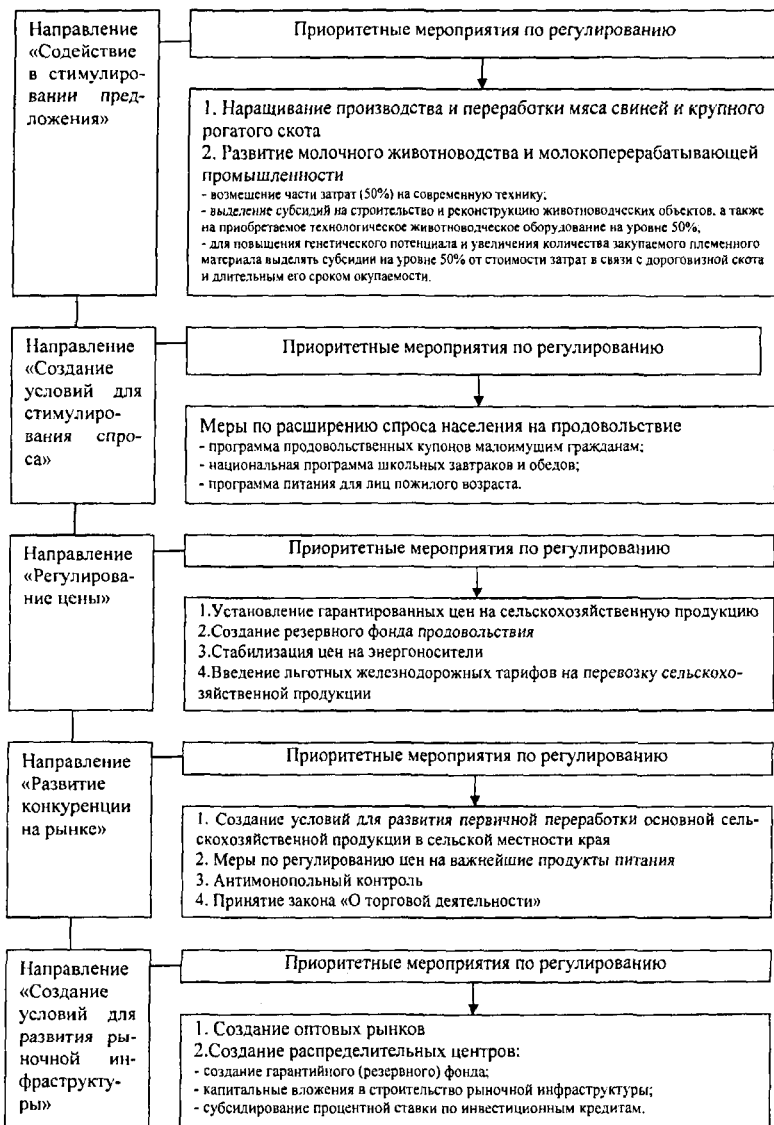 Направление
«Содействие
в стимулиро-
вании пред-
ложения»
Приоритетные мероприятия по регулированию
1. Наращивание производства и переработки мяса свиней и крупного
рогатого скота
2. Развитие молочного животноводства и молокоперерабатывающей
промышленности
- возмещение части затрат (50%) на современную технику;
- выделение субсидий на строительство и реконструкцию животноводческих объектов, а также
на приобретаемое технологическое животноводческое оборудование на уровне 50%;
- для повышения генетического потенциала и увеличения количества закупаемого племенного
материала выделять субсидии на уровне 50% от стоимости затрат в связи с дороговизной скота
и длительным его сроком окупаемости.
Направление
«Создание
условий для
стимулиро-
вания спро-
са»
Приоритетные мероприятия по регулированию
Меры по расширению спроса населения на продовольствие
- программа продовольственных купонов малоимущим гражданам;
- национальная программа школьных завтраков и обедов;
- программа питания для лиц пожилого возраста.
Направление
«Регулирова-
ние цены»
Приоритетные мероприятия по регулированию
1.Установление гарантированных цен на сельскохозяйственную продукцию
2.Создание резервного фонда продовольствия
3.Стабилизация цен на энергоносители
4.Введение льготных железнодорожных тарифов на перевозку сельскохо-
зяйственной продукции
Направление
«Развитие
конкуренции
на рынке»
Приоритетные мероприятия по регулированию
1. Создание условий для развития первичной переработки основной сель-
скохозяйственной продукции в сельской местности края
2. Меры по регулированию цен на важнейшие продукты питания
3. Антимонопольный контроль
4. Принятие закона «О торговой деятельности»
Направление
«Создание
условий для
развития ры-
ночной ин-
фраструкту-
ры»
Приоритетные мероприятия по регулированию
1. Создание оптовых рынков
2.Создание распределительных центров:
- создание гарантийного (резервного) фонда;
- капитальные вложения в строительство рыночной инфраструктуры;
- субсидирование процентной ставки по инвестиционным кредитам.